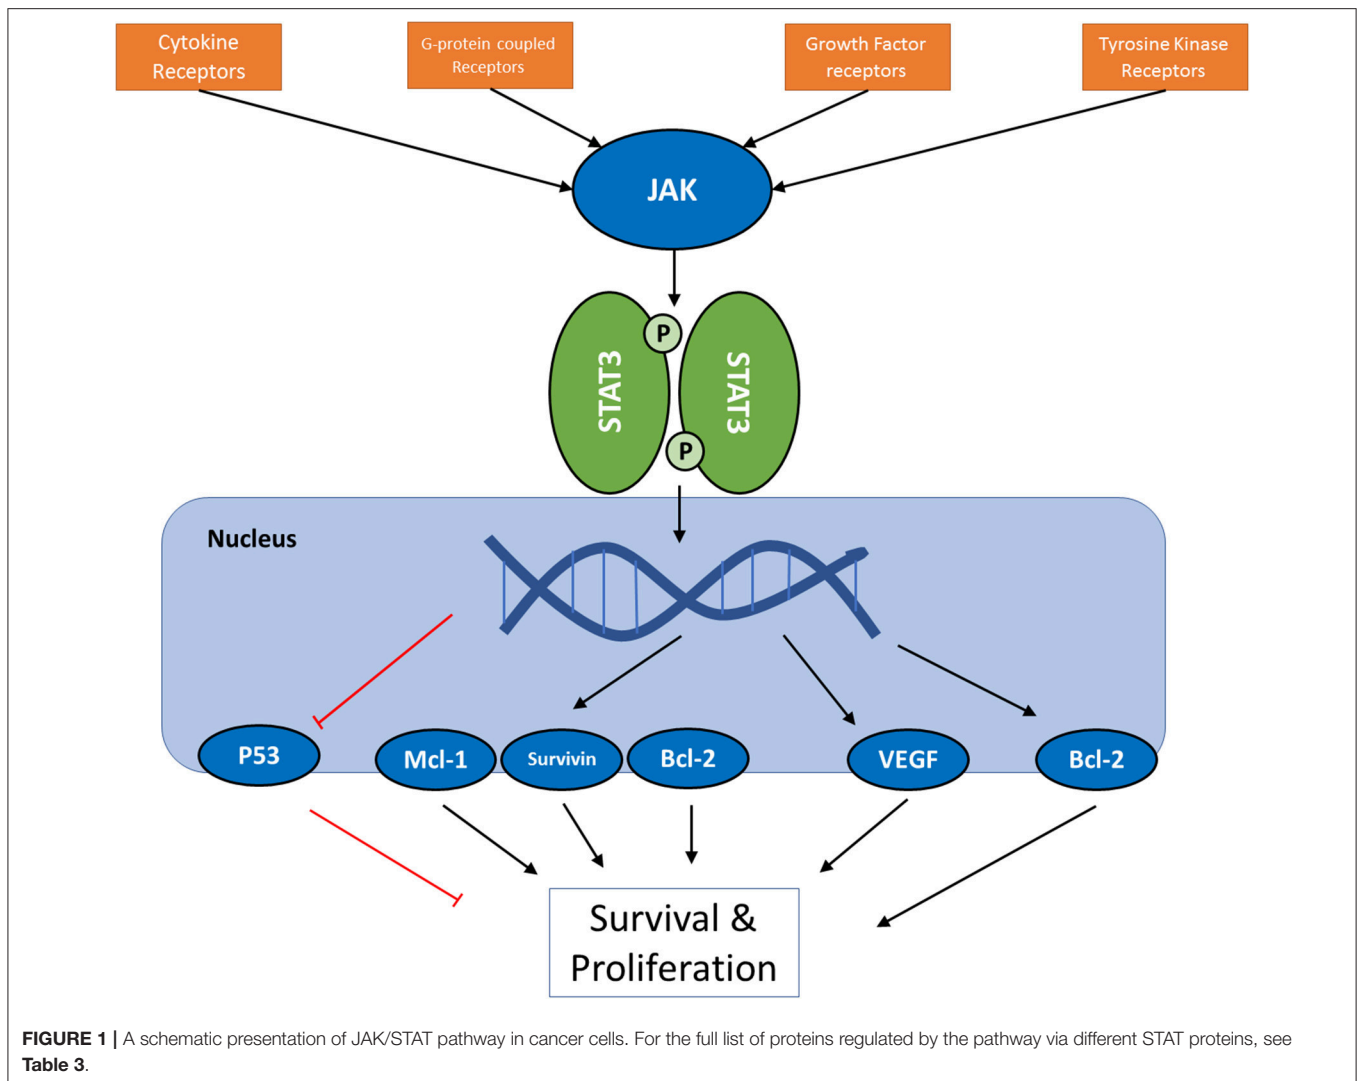 Cytokine
Receptors
G-protein coupled
Receptors
Growth Factor
receptors
Tyrosine Kinase
Receptors
JAK
P
STAT3
STAT3
P
Nucleus
P53
Mcl-1
Survivin
Bcl-2
VEGF
Bcl-2
Survival &
Proliferation
FIGURE 1 | A schematic presentation of JAK/STAT pathway in cancer cells. For the full list of proteins regulated by the pathway via different STAT proteins, see
Table 3.